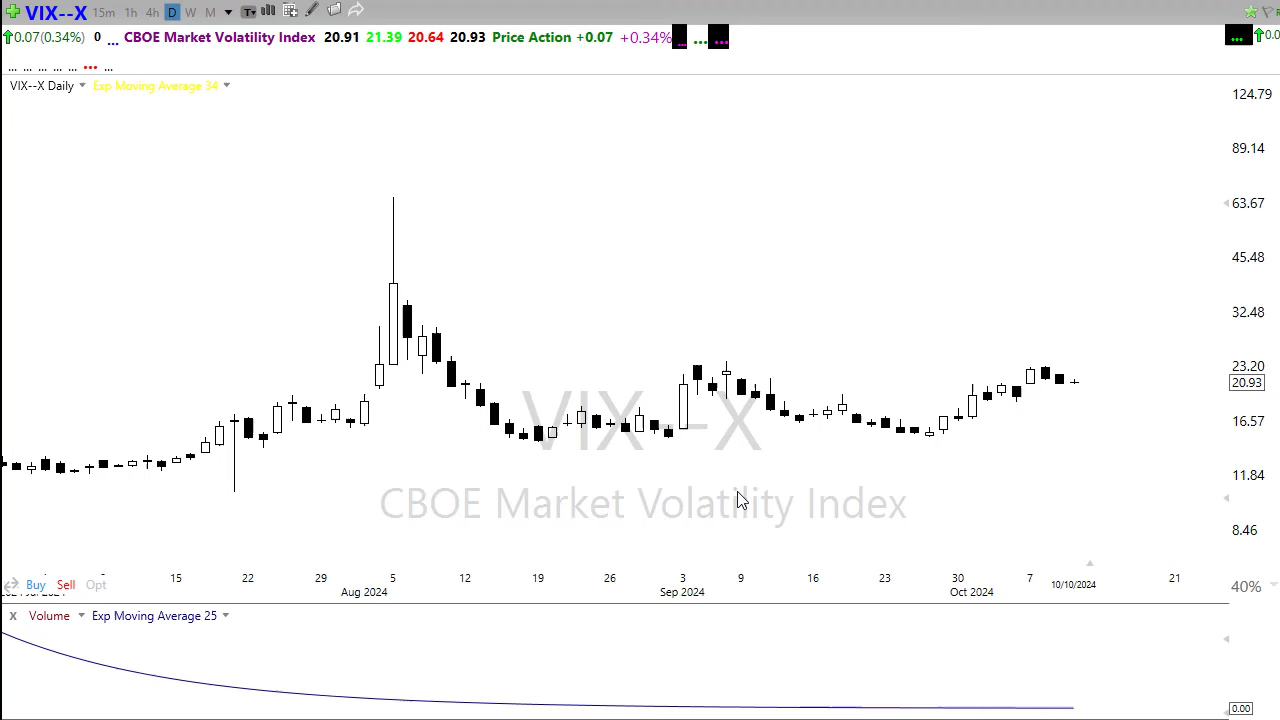 VIX--X 15m 1h 4h D W M T
0.07(0.34%) 0 ... CBOE Market Volatility Index 20.91 21.39 20.64 20.93 Price Action +0.07 +0.34% ... ... ... ... 0.0
... ... ... ... ... ... ...
VIX--X Daily Exp Moving Average 34
124.79
89.14
63.67
45.48
32.48
23.20
20.93
16.57
11.84
8.46
VIX--X
CBOE Market Volatility Index
15 22 29 5 12 19 26 3 9 16 23 30 7 10/10/2024 21
Buy Sell Opt 40%
Aug 2024 Sep 2024 Oct 2024
x Volume Exp Moving Average 25
0.00